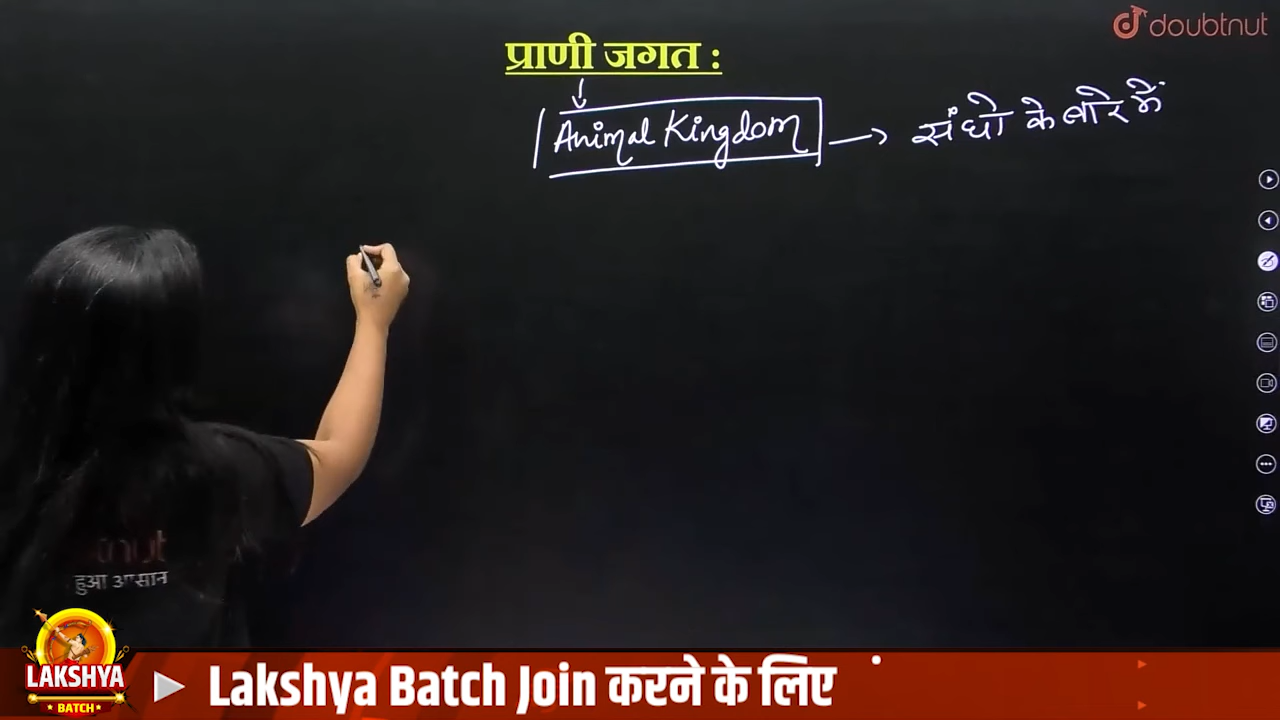 doubtnut
प्राणी जगत :
Animal Kingdom → संघो के बारे में
हुआ आसान
LAKSHYA
BATCH
Lakshya Batch Join करने के लिए